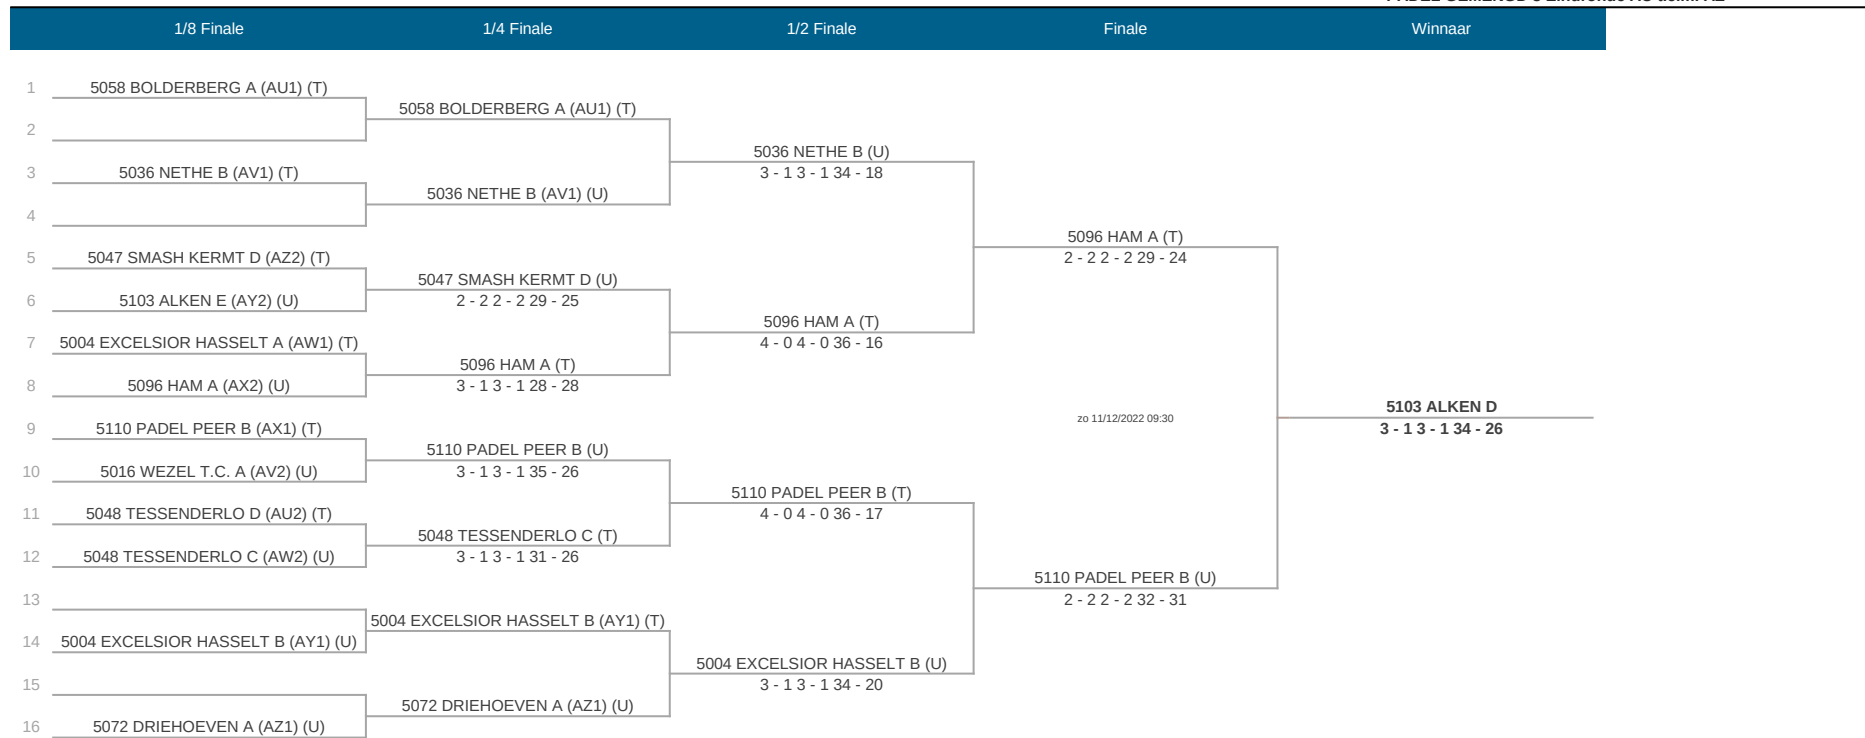 1/8 Finale 1/4 Finale 1/2 Finale Finale Winnaar
1 5058 BOLDERBERG A (AU1) (T)
5058 BOLDERBERG A (AU1) (T)
2
5036 NETHE B (U)
3 5036 NETHE B (AV1) (T)
3 - 1 3 - 1 34 - 18
5036 NETHE B (AV1) (U)
4
5096 HAM A (T)
5 5047 SMASH KERMT D (AZ2) (T)
2 - 2 2 - 2 29 - 24
5047 SMASH KERMT D (U)
6 5103 ALKEN E (AY2) (U)
2 - 2 2 - 2 29 - 25
5096 HAM A (T)
7 5004 EXCELSIOR HASSELT A (AW1) (T)
4 - 0 4 - 0 36 - 16
5096 HAM A (T)
8 5096 HAM A (AX2) (U)
3 - 1 3 - 1 28 - 28
5103 ALKEN D
zo 11/12/2022 09:30
9 5110 PADEL PEER B (AX1) (T)
3 - 1 3 - 1 34 - 26
5110 PADEL PEER B (U)
10 5016 WEZEL T.C. A (AV2) (U)
3 - 1 3 - 1 35 - 26
5110 PADEL PEER B (T)
11 5048 TESSENDERLO D (AU2) (T)
4 - 0 4 - 0 36 - 17
5048 TESSENDERLO C (T)
12 5048 TESSENDERLO C (AW2) (U)
3 - 1 3 - 1 31 - 26
5110 PADEL PEER B (U)
13
2 - 2 2 - 2 32 - 31
5004 EXCELSIOR HASSELT B (AY1) (T)
14 5004 EXCELSIOR HASSELT B (AY1) (U)
5004 EXCELSIOR HASSELT B (U)
15
3 - 1 3 - 1 34 - 20
5072 DRIEHOEVEN A (AZ1) (U)
16 5072 DRIEHOEVEN A (AZ1) (U)